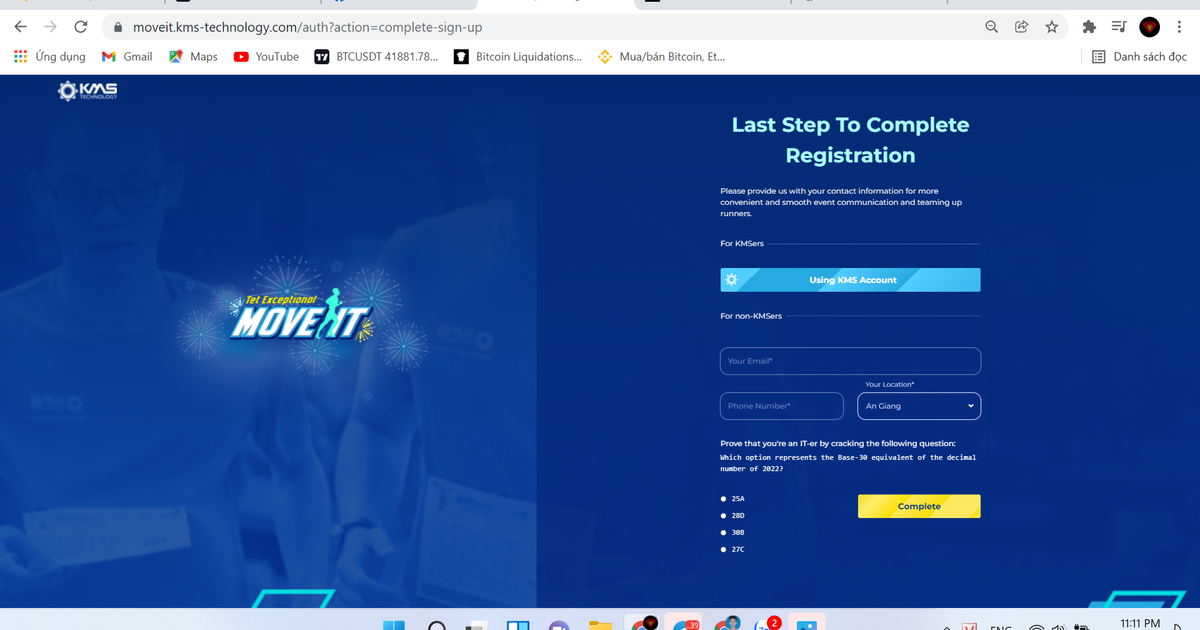 moveit.kms-technology.com/auth?action=complete-sign-up
Ứng dụng Gmail Maps YouTube BTCUSDT 41881.78... Bitcoin Liquidations... Mua/bán Bitcoin, Et... Danh sách đọc
KMS
TECHNOLOGY
Last Step To Complete
Registration
Please provide us with your contact information for more
convenient and smooth event communication and teaming up
runners.
For KMSers
Using KMS Account
For non-KMSers
Tet Exceptional
MOVE IT
Your Email*
Your Location*
Phone Number*
An Giang
Prove that you're an IT-er by cracking the following question:
Which option represents the Base-30 equivalent of the decimal
number of 2022?
25A
28D
30B
27C
Complete
39
2
ENG
11:11 PM